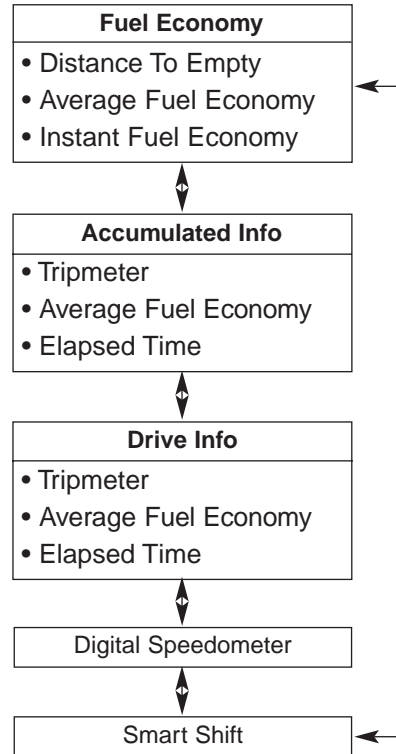 Fuel Economy
• Distance To Empty
• Average Fuel Economy
• Instant Fuel Economy
Accumulated Info
• Tripmeter
• Average Fuel Economy
• Elapsed Time
Drive Info
• Tripmeter
• Average Fuel Economy
• Elapsed Time
Digital Speedometer
Smart Shift